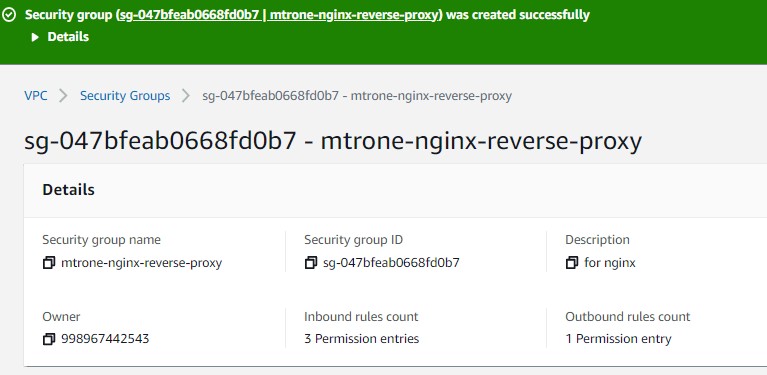 Security group (sg-047bfeab0668fd0b7 | mtrone-nginx-reverse-proxy) was created successfully
Details
VPC Security Groups sg-047bfeab0668fd0b7 - mtrone-nginx-reverse-proxy
sg-047bfeab0668fd0b7 - mtrone-nginx-reverse-proxy
Details
Security group name Security group ID Description
mtrone-nginx-reverse-proxy sg-047bfeab0668fd0b7 for nginx
Owner Inbound rules count Outbound rules count
998967442543 3 Permission entries 1 Permission entry